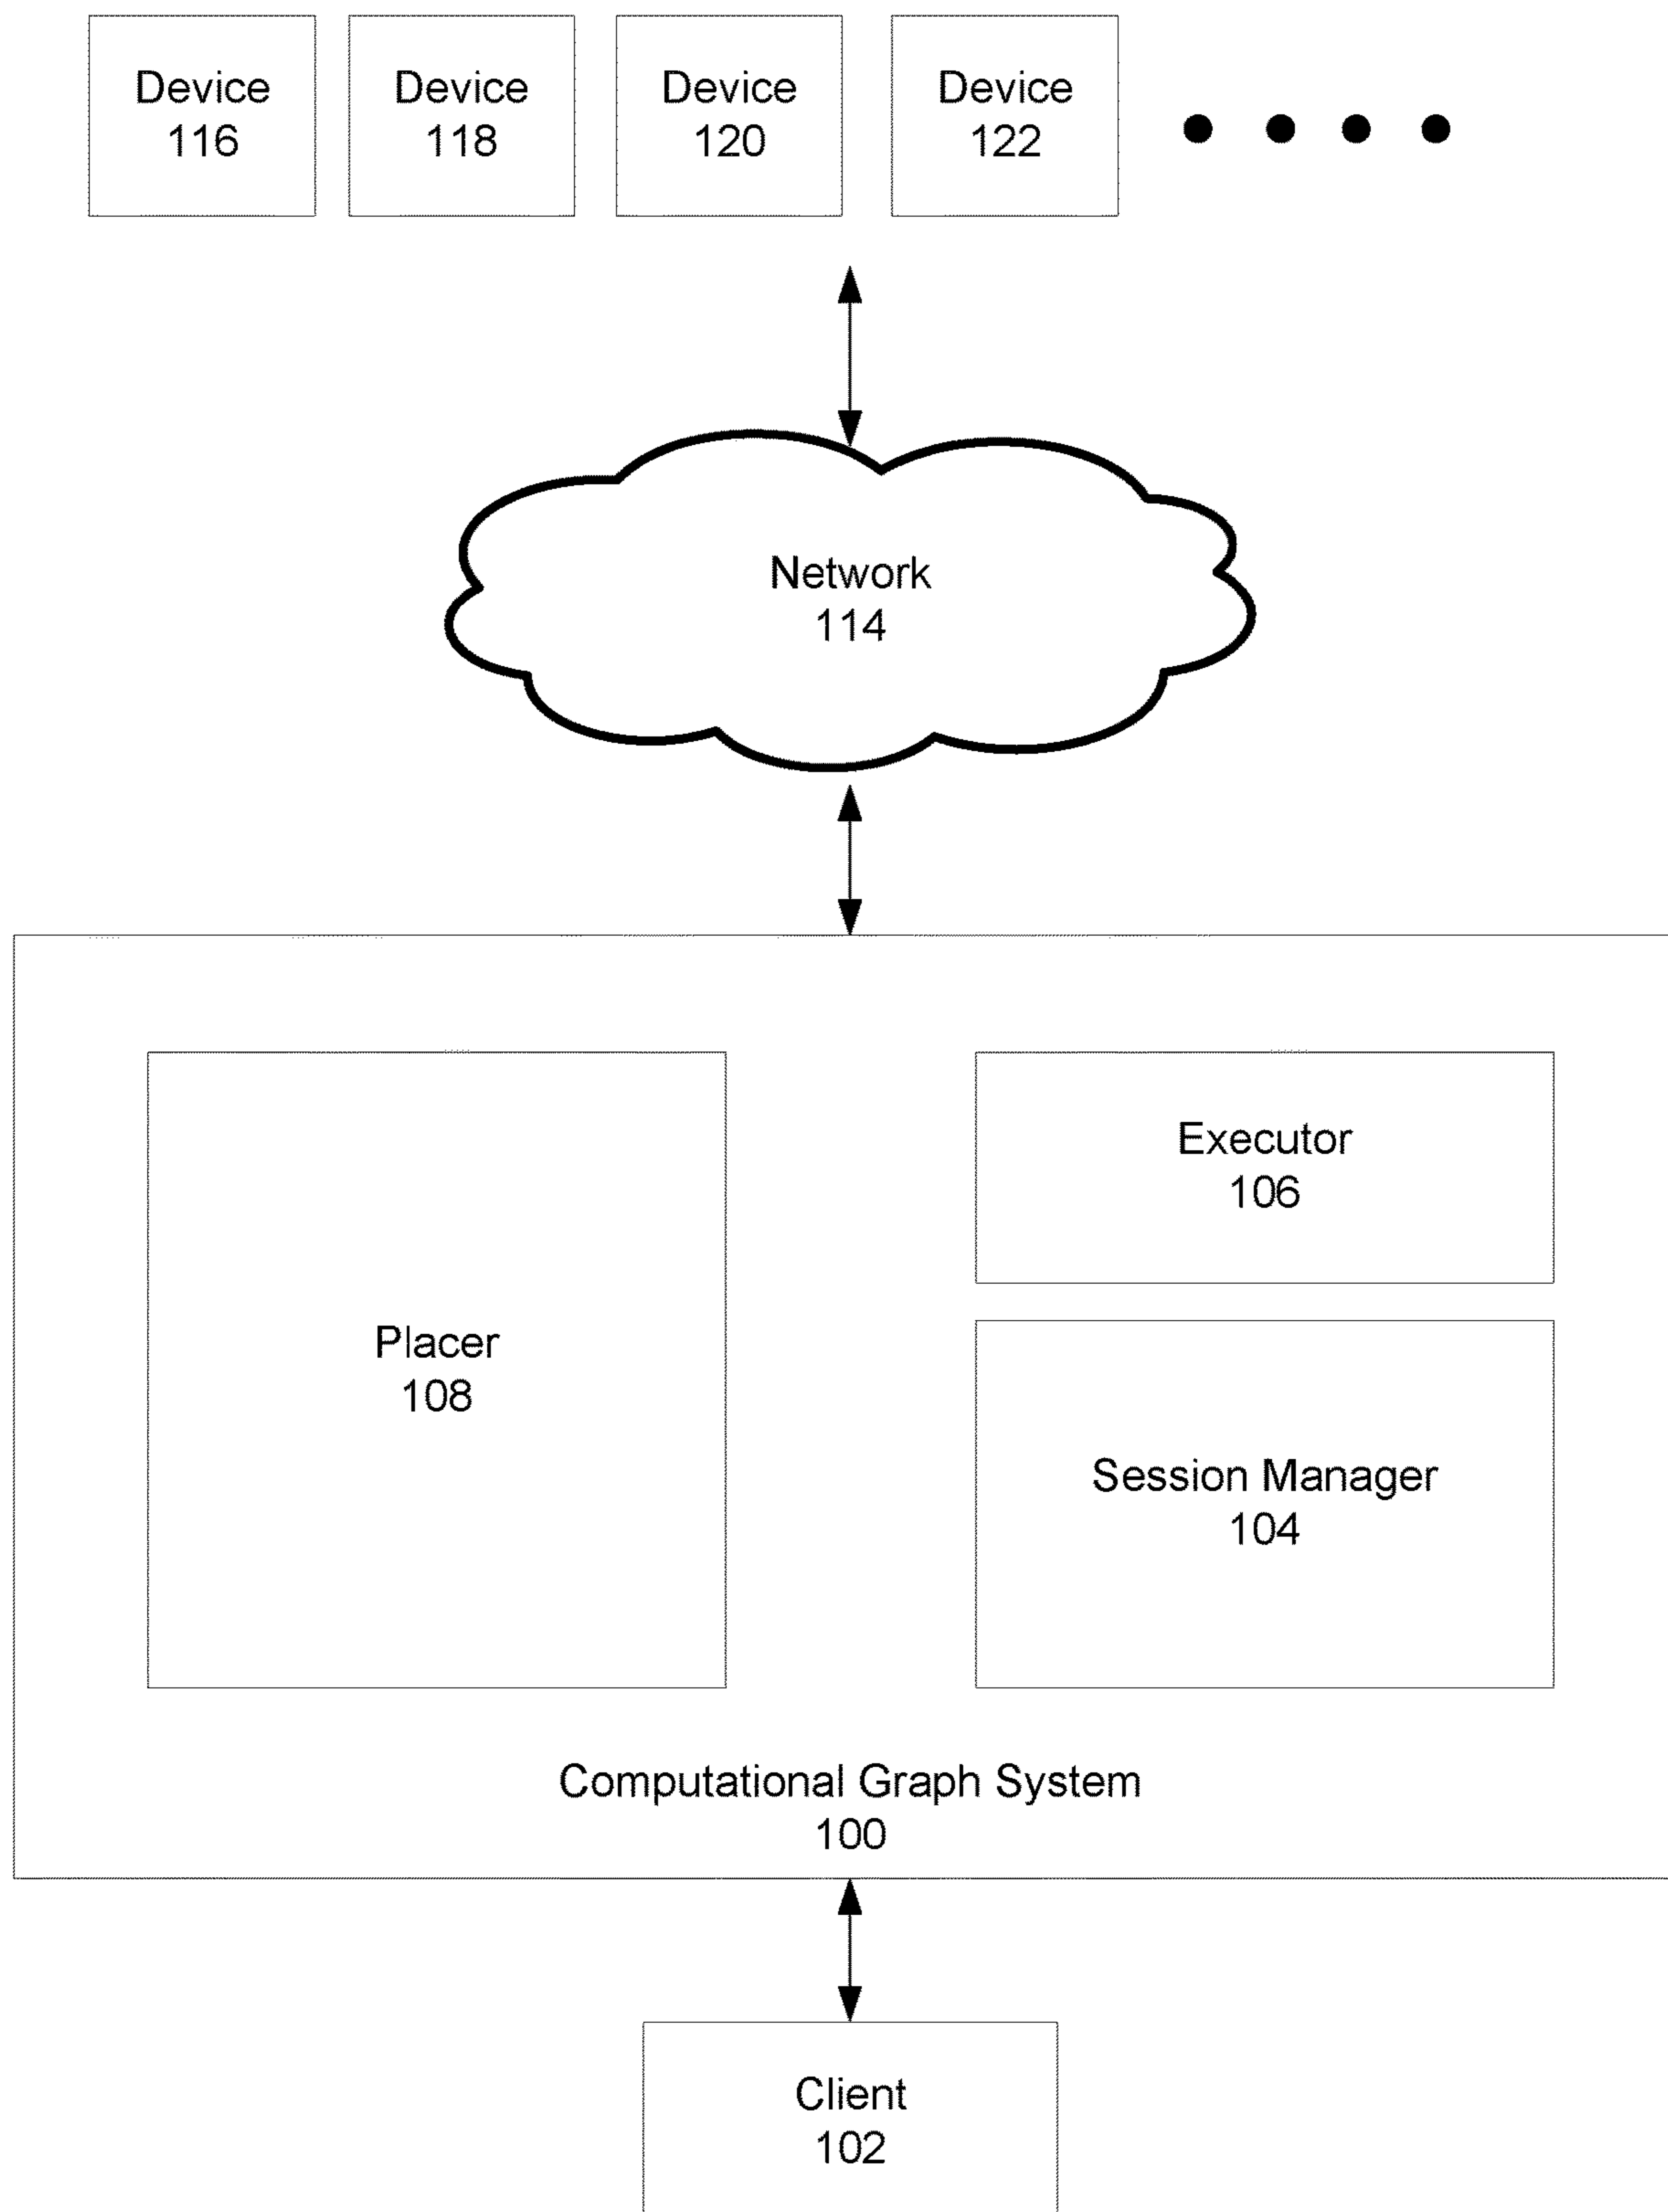 Device
116
Device
118
Device
120
Device
122
Network
114
Placer
108
Executor
106
Session Manager
104
Computational Graph System
100
Client
102